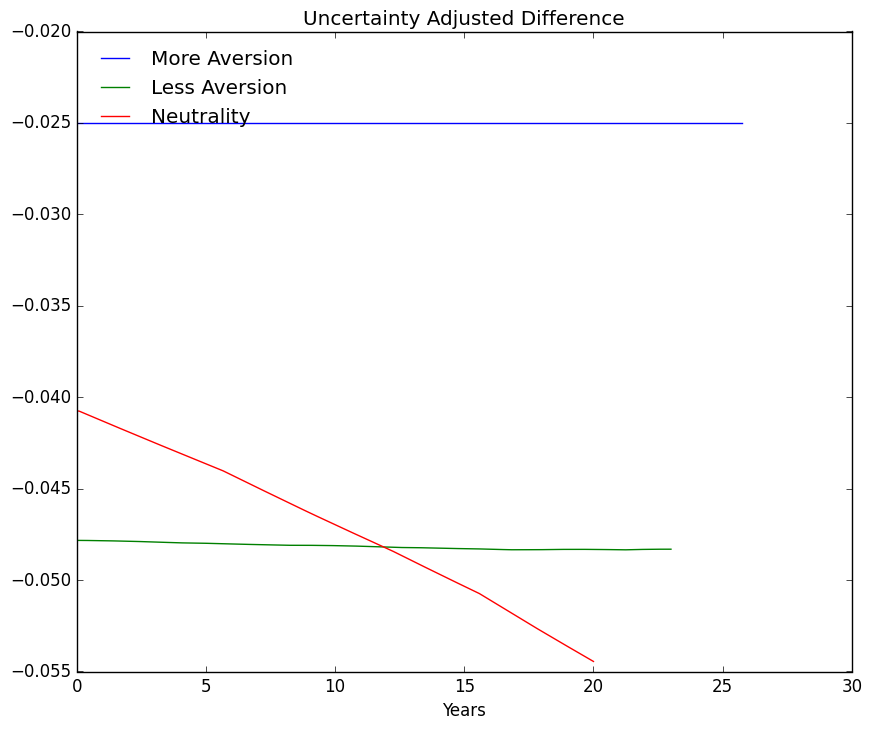 Uncertainty Adjusted Difference
−0.020
More Aversion
Less Aversion
Neutrality
−0.025
−0.030
−0.035
−0.040
−0.045
−0.050
−0.055
0 5 10 15 20 25 30
Years